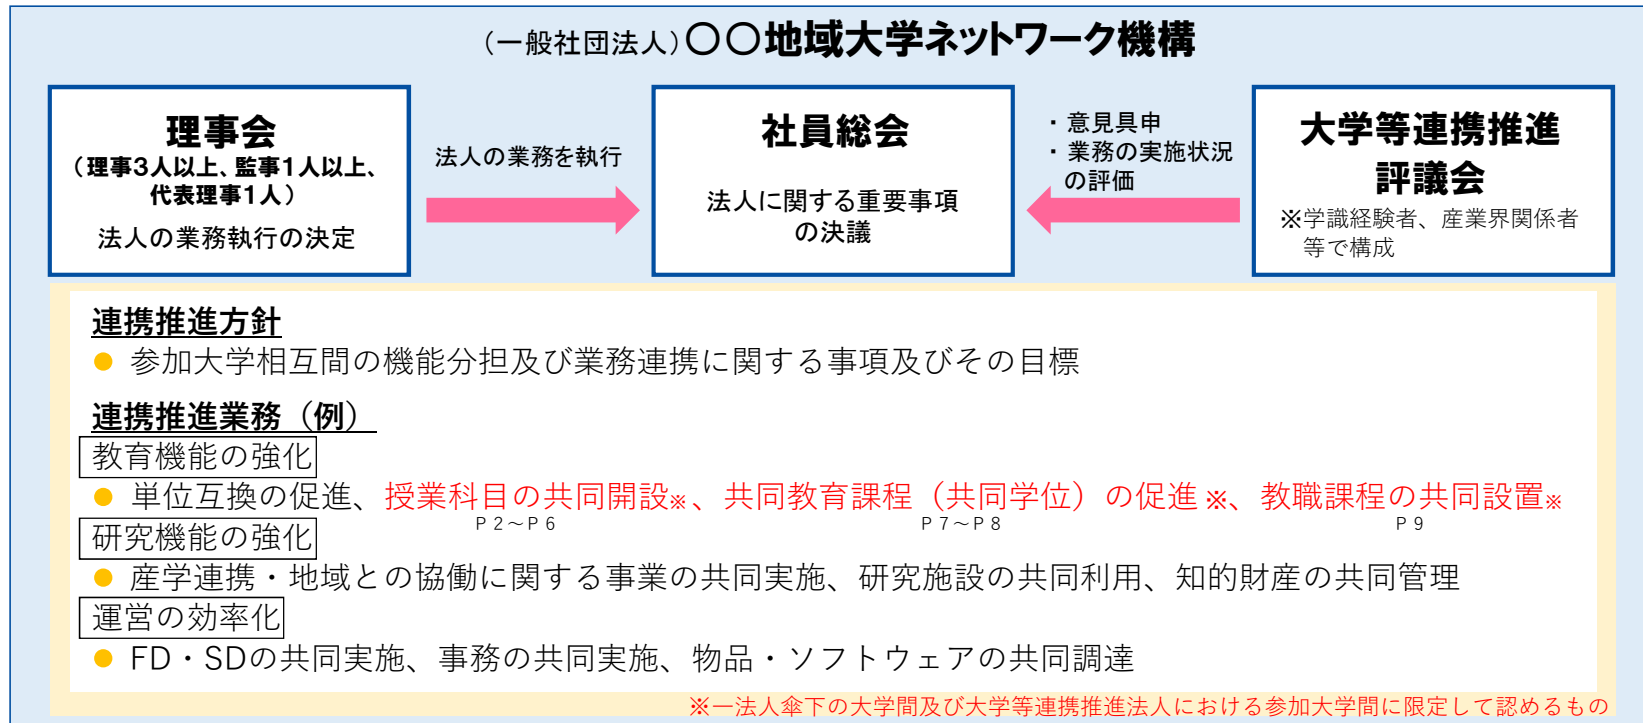 （一般社団法人）〇〇地域大学ネットワーク機構
理事会
（理事3人以上、監事1人以上、
代表理事1人）
法人の業務執行の決定
法人の業務を執行
社員総会
法人に関する重要事項
の決議
・意見具申
・業務の実施状況
の評価
大学等連携推進
評議会
※学識経験者、産業界関係者
等で構成
連携推進方針
● 参加大学相互間の機能分担及び業務連携に関する事項及びその目標
連携推進業務（例）
教育機能の強化
● 単位互換の促進、授業科目の共同開設※、共同教育課程（共同学位）の促進※、教職課程の共同設置※
Ｐ２～Ｐ６ Ｐ７～Ｐ８ Ｐ９
研究機能の強化
● 産学連携・地域との協働に関する事業の共同実施、研究施設の共同利用、知的財産の共同管理
運営の効率化
● FD・SDの共同実施、事務の共同実施、物品・ソフトウェアの共同調達
※一法人傘下の大学間及び大学等連携推進法人における参加大学間に限定して認めるもの